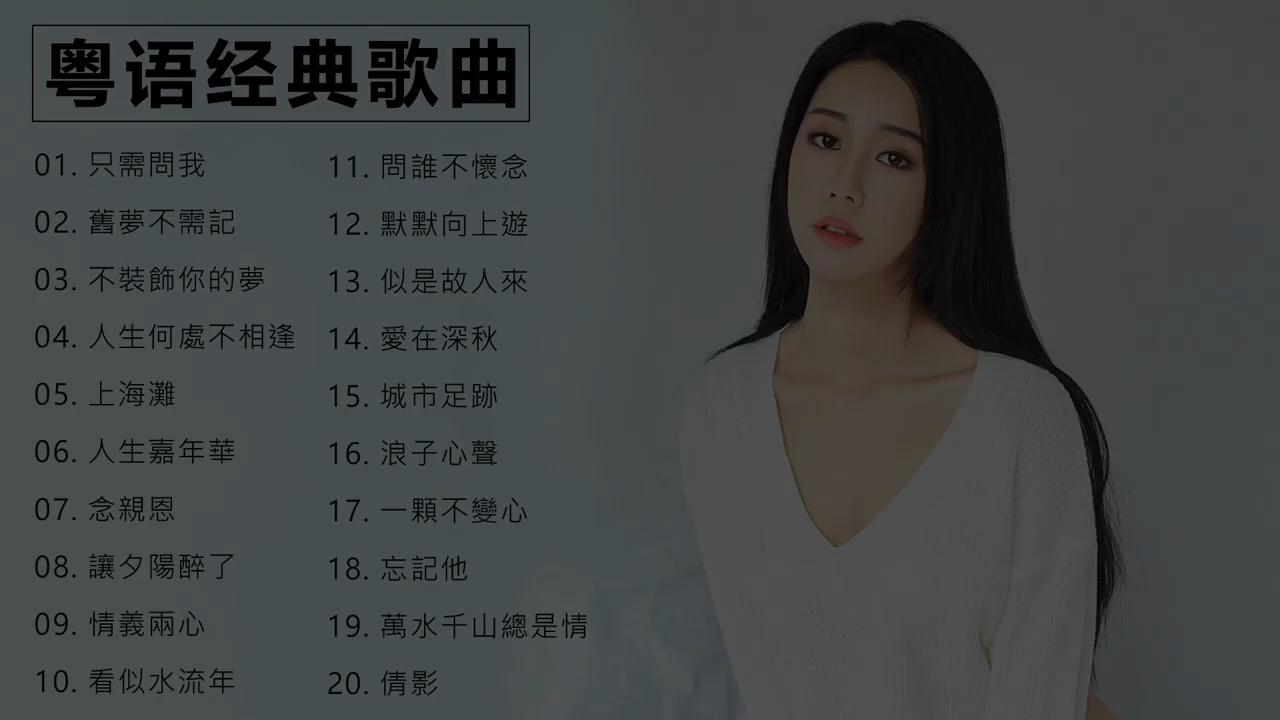 粤语经典歌曲
01. 只需問我
02. 舊夢不需記
03. 不裝飾你的夢
04. 人生何處不相逢
05. 上海灘
06. 人生嘉年華
07. 念親恩
08. 讓夕陽醉了
09. 情義兩心
10. 看似水流年
11. 問誰不懷念
12. 默默向上遊
13. 似是故人來
14. 愛在深秋
15. 城市足跡
16. 浪子心聲
17. 一顆不變心
18. 忘記他
19. 萬水千山總是情
20. 倩影